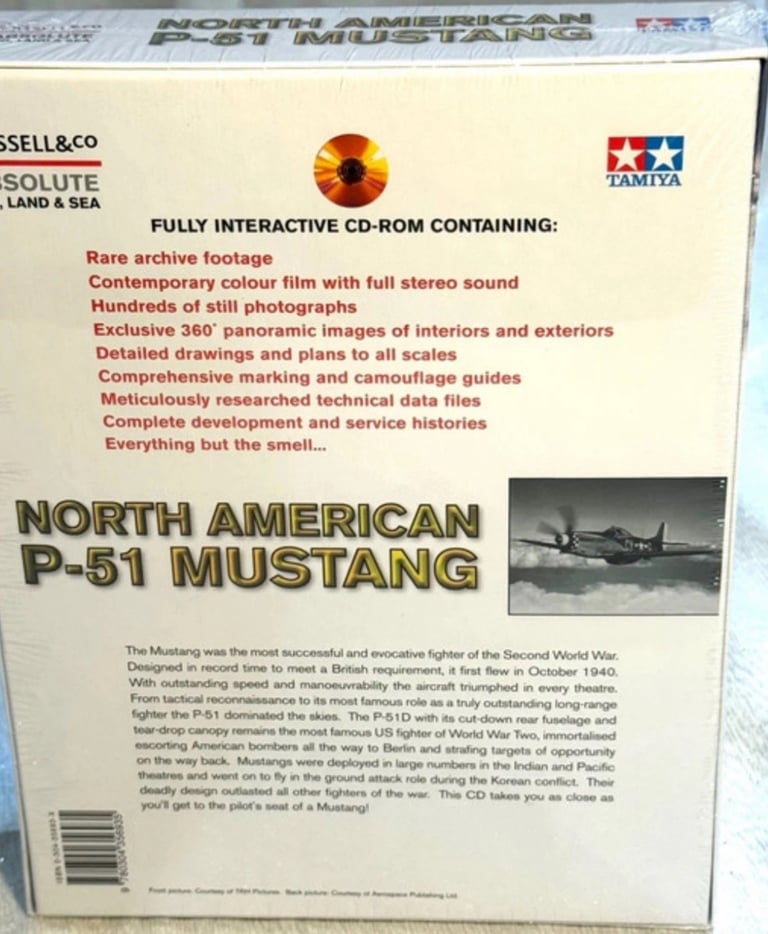 NORTH AMERICAN
P-51 MUSTANG
TAMIYA
SSELL&CO
SOLUTE
, LAND & SEA
TAMIYA
FULLY INTERACTIVE CD-ROM CONTAINING:
Rare archive footage
Contemporary colour film with full stereo sound
Hundreds of still photographs
Exclusive 360° panoramic images of interiors and exteriors
Detailed drawings and plans to all scales
Comprehensive marking and camouflage guides
Meticulously researched technical data files
Complete development and service histories
Everything but the smell...
NORTH AMERICAN
P-51 MUSTANG
The Mustang was the most successful and evocative fighter of the Second World War.
Designed in record time to meet a British requirement, it first flew in October 1940.
With outstanding speed and manoeuvrability the aircraft triumphed in every theatre.
From tactical reconnaissance to its most famous role as a truly outstanding long-range
fighter the P-51 dominated the skies. The P-51D with its cut-down rear fuselage and
tear-drop canopy remains the most famous US fighter of World War Two, immortalised
escorting American bombers all the way to Berlin and strafing targets of opportunity
on the way back. Mustangs were deployed in large numbers in the Indian and Pacific
theatres and went on to fly in the ground attack role during the Korean conflict. Their
deadly design outlasted all other fighters of the war. This CD takes you as close as
you'll get to the pilot's seat of a Mustang!
Front picture: Courtesy of TRH Pictures. Back picture: Courtesy of Aerospace Publishing Ltd